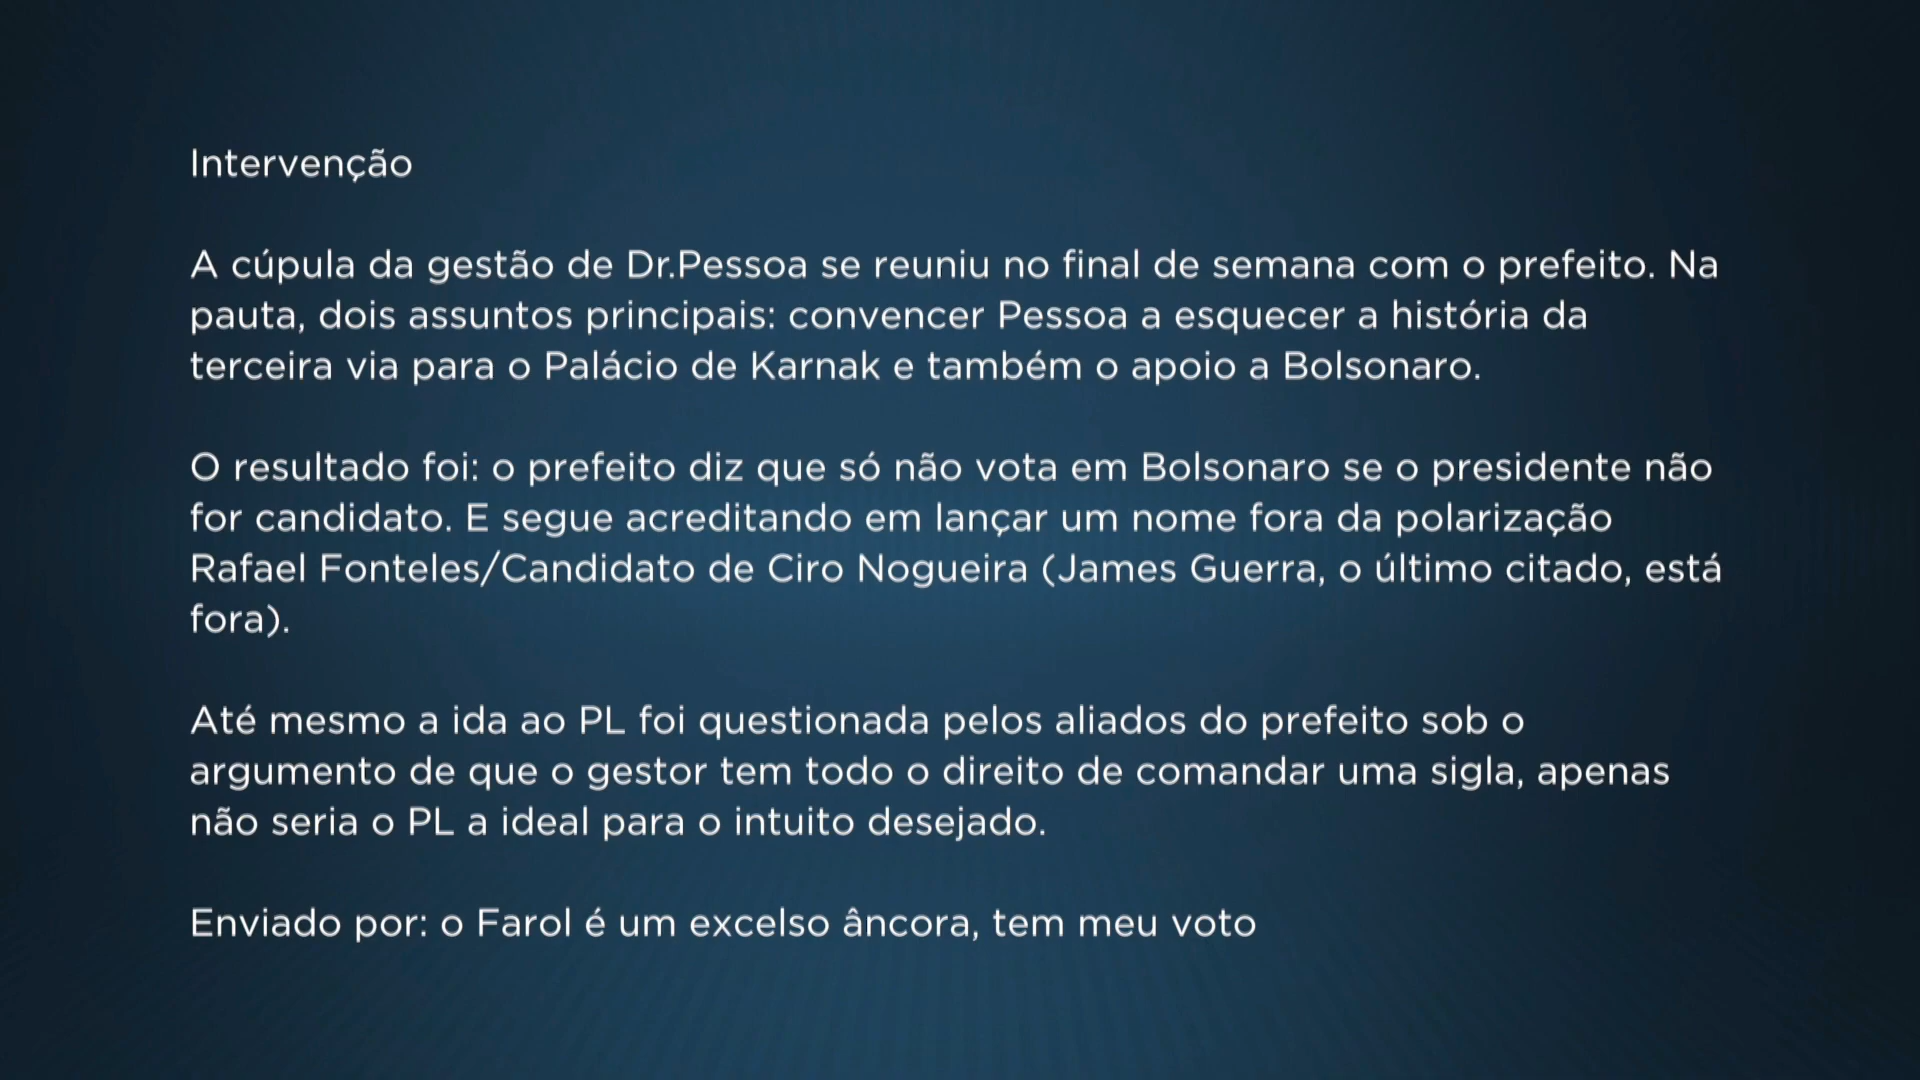 Intervenção
A cúpula da gestão de Dr.Pessoa se reuniu no final de semana com o prefeito. Na
pauta, dois assuntos principais: convencer Pessoa a esquecer a história da
terceira via para o Palácio de Karnak e também o apoio a Bolsonaro.
O resultado foi: o prefeito diz que só não vota em Bolsonaro se o presidente não
for candidato. E segue acreditando em lançar um nome fora da polarização
Rafael Fonteles/Candidato de Ciro Nogueira (James Guerra, o último citado, está
fora).
Até mesmo a ida ao PL foi questionada pelos aliados do prefeito sob o
argumento de que o gestor tem todo o direito de comandar uma sigla, apenas
não seria o PL a ideal para o intuito desejado.
Enviado por: o Farol é um excelso âncora, tem meu voto